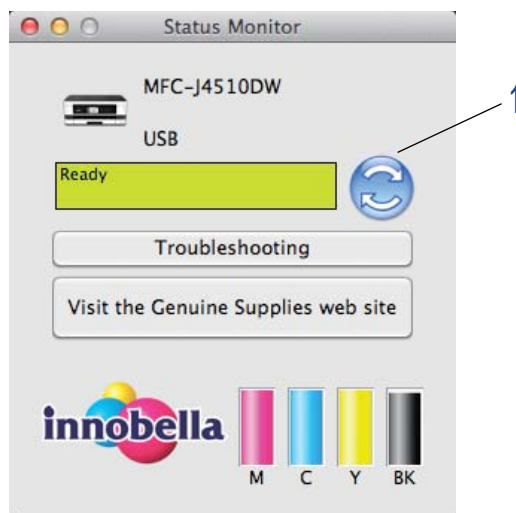 Status Monitor
MFC-J4510DW
1
USB
Ready
Troubleshooting
Visit the Genuine Supplies web site
innobella
M C Y BK